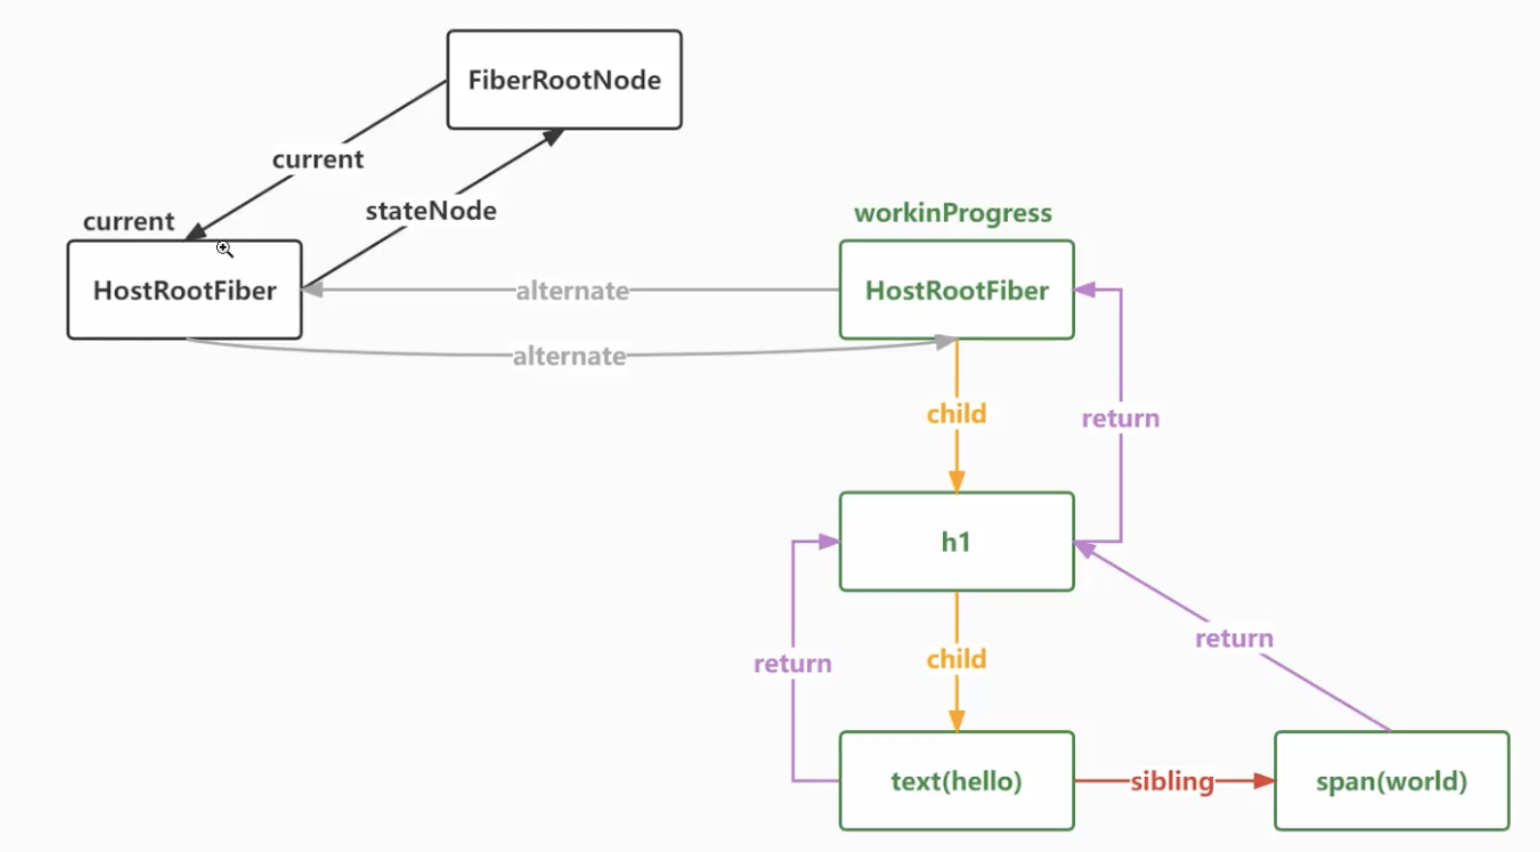 FiberRootNode
current
stateNode
current
workinProgress
HostRootFiber
alternate
HostRootFiber
alternate
child
return
h1
return
child
return
text(hello)
sibling
span(world)